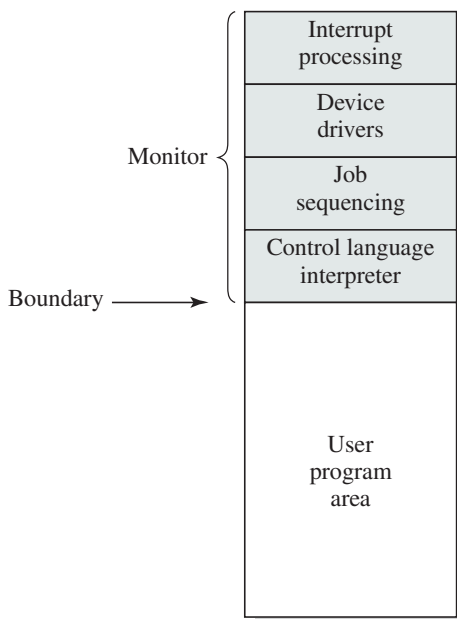 Interrupt
processing
Device
drivers
Monitor
Job
sequencing
Control language
interpreter
Boundary
User
program
area